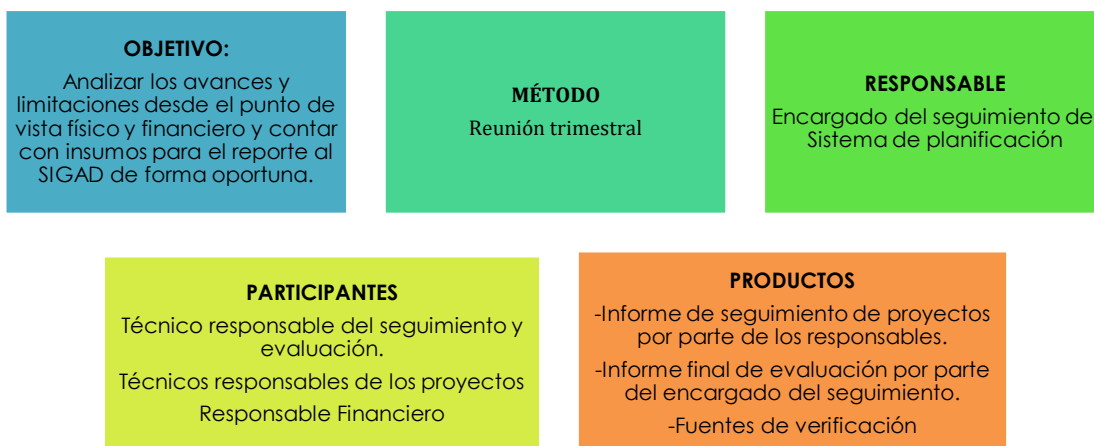 OBJETIVO:
Analizar los avances y
limitaciones desde el punto de
vista físico y financiero y contar
con insumos para el reporte al
SIGAD de forma oportuna.
MÉTODO
Reunión trimestral
RESPONSABLE
Encargado del seguimiento de
Sistema de planificación
PARTICIPANTES
Técnico responsable del seguimiento y
evaluación.
Técnicos responsables de los proyectos
Responsable Financiero
PRODUCTOS
-Informe de seguimiento de proyectos
por parte de los responsables.
-Informe final de evaluación por parte
del encargado del seguimiento.
-Fuentes de verificación